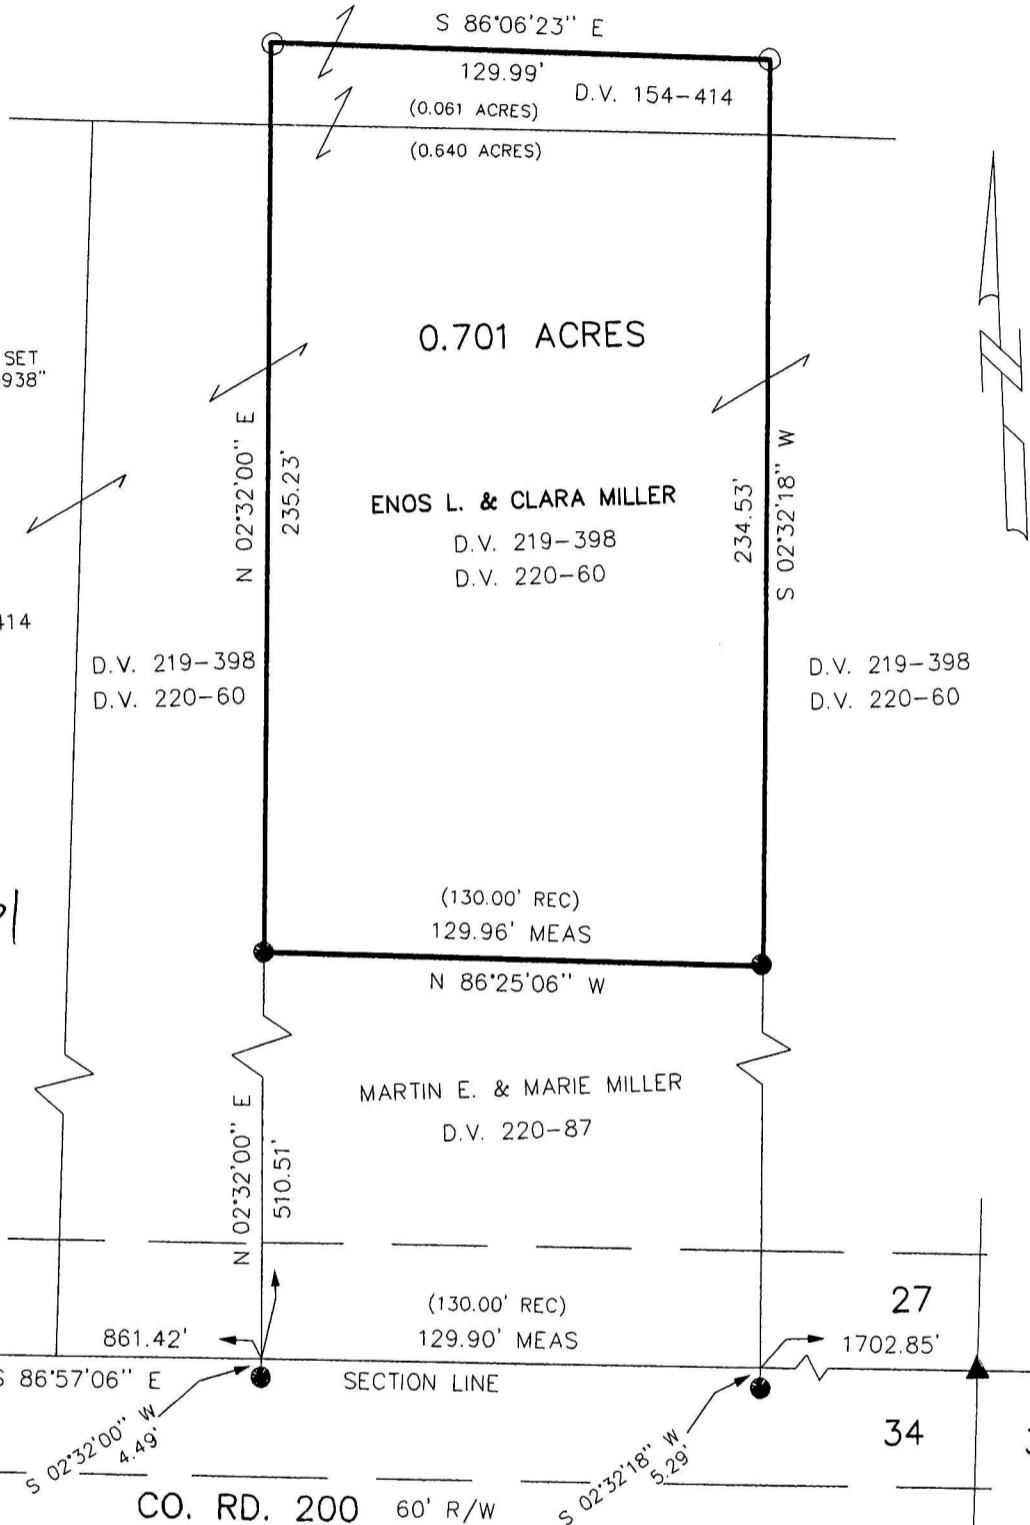 S 86°06'23" E
129.99'
D.V. 154-414
(0.061 ACRES)
(0.640 ACRES)
0.701 ACRES
SET
938"
N 02°32'00" E
235.23'
ENOS L. & CLARA MILLER
D.V. 219-398
D.V. 220-60
234.53'
S 02°32'18" W
414
D.V. 219-398
D.V. 220-60
D.V. 219-398
D.V. 220-60
(130.00' REC)
129.96' MEAS
N 86°25'06" W
MARTIN E. & MARIE MILLER
D.V. 220-87
N 02°32'00" E
510.51'
(130.00' REC)
27
861.42'
129.90' MEAS
1702.85'
S 86°57'06" E
SECTION LINE
S 02°32'00" W
4.49'
S 02°32'18" W
5.29'
34
CO. RD. 200 60' R/W